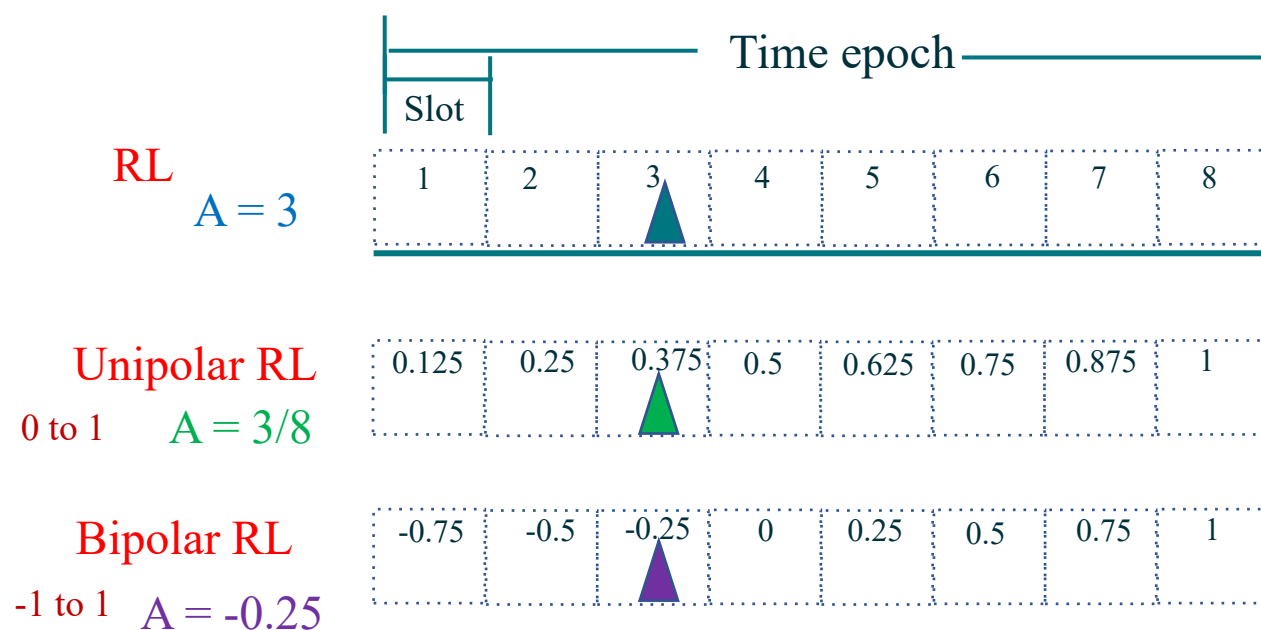 Time epoch
Slot
RL
A = 3
1 2 3 4 5 6 7 8
Unipolar RL
0 to 1
A = 3/8
0.125 0.25 0.375 0.5 0.625 0.75 0.875 1
Bipolar RL
-1 to 1
A = -0.25
-0.75 -0.5 -0.25 0 0.25 0.5 0.75 1